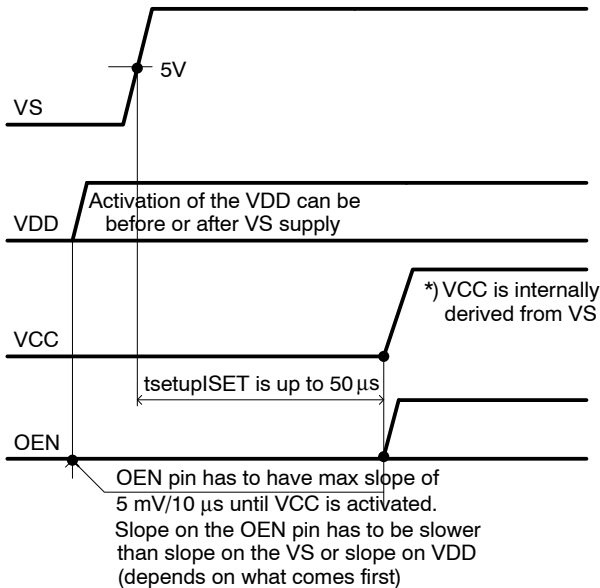 5V
VS
Activation of the VDD can be
before or after VS supply
VDD
*) VCC is internally
derived from VS
VCC
tsetupISET is up to 50 µs
OEN
OEN pin has to have max slope of
5 mV/10 µs until VCC is activated.
Slope on the OEN pin has to be slower
than slope on the VS or slope on VDD
(depends on what comes first)